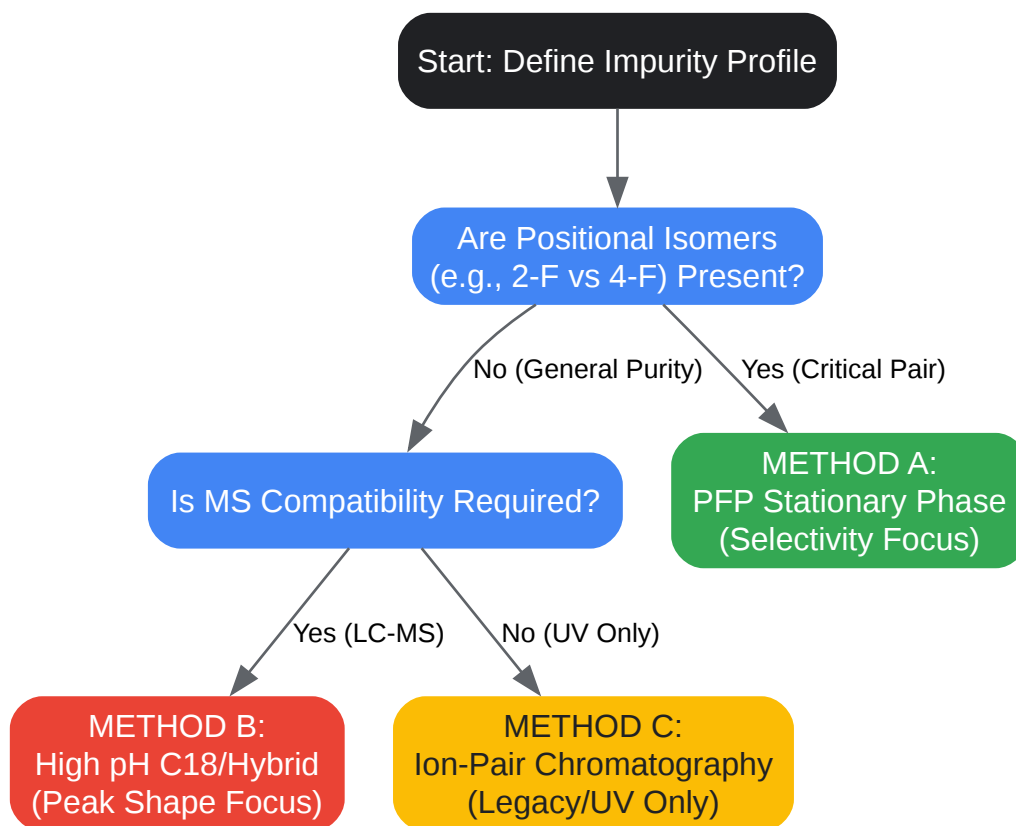 Start: Define Impurity Profile
Are Positional Isomers
(e.g., 2-F vs 4-F) Present?
No (General Purity)
Yes (Critical Pair)
METHOD A:
PFP Stationary Phase
(Selectivity Focus)
Is MS Compatibility Required?
Yes (LC-MS)
No (UV Only)
METHOD B:
High pH C18/Hybrid
(Peak Shape Focus)
METHOD C:
Ion-Pair Chromatography
(Legacy/UV Only)